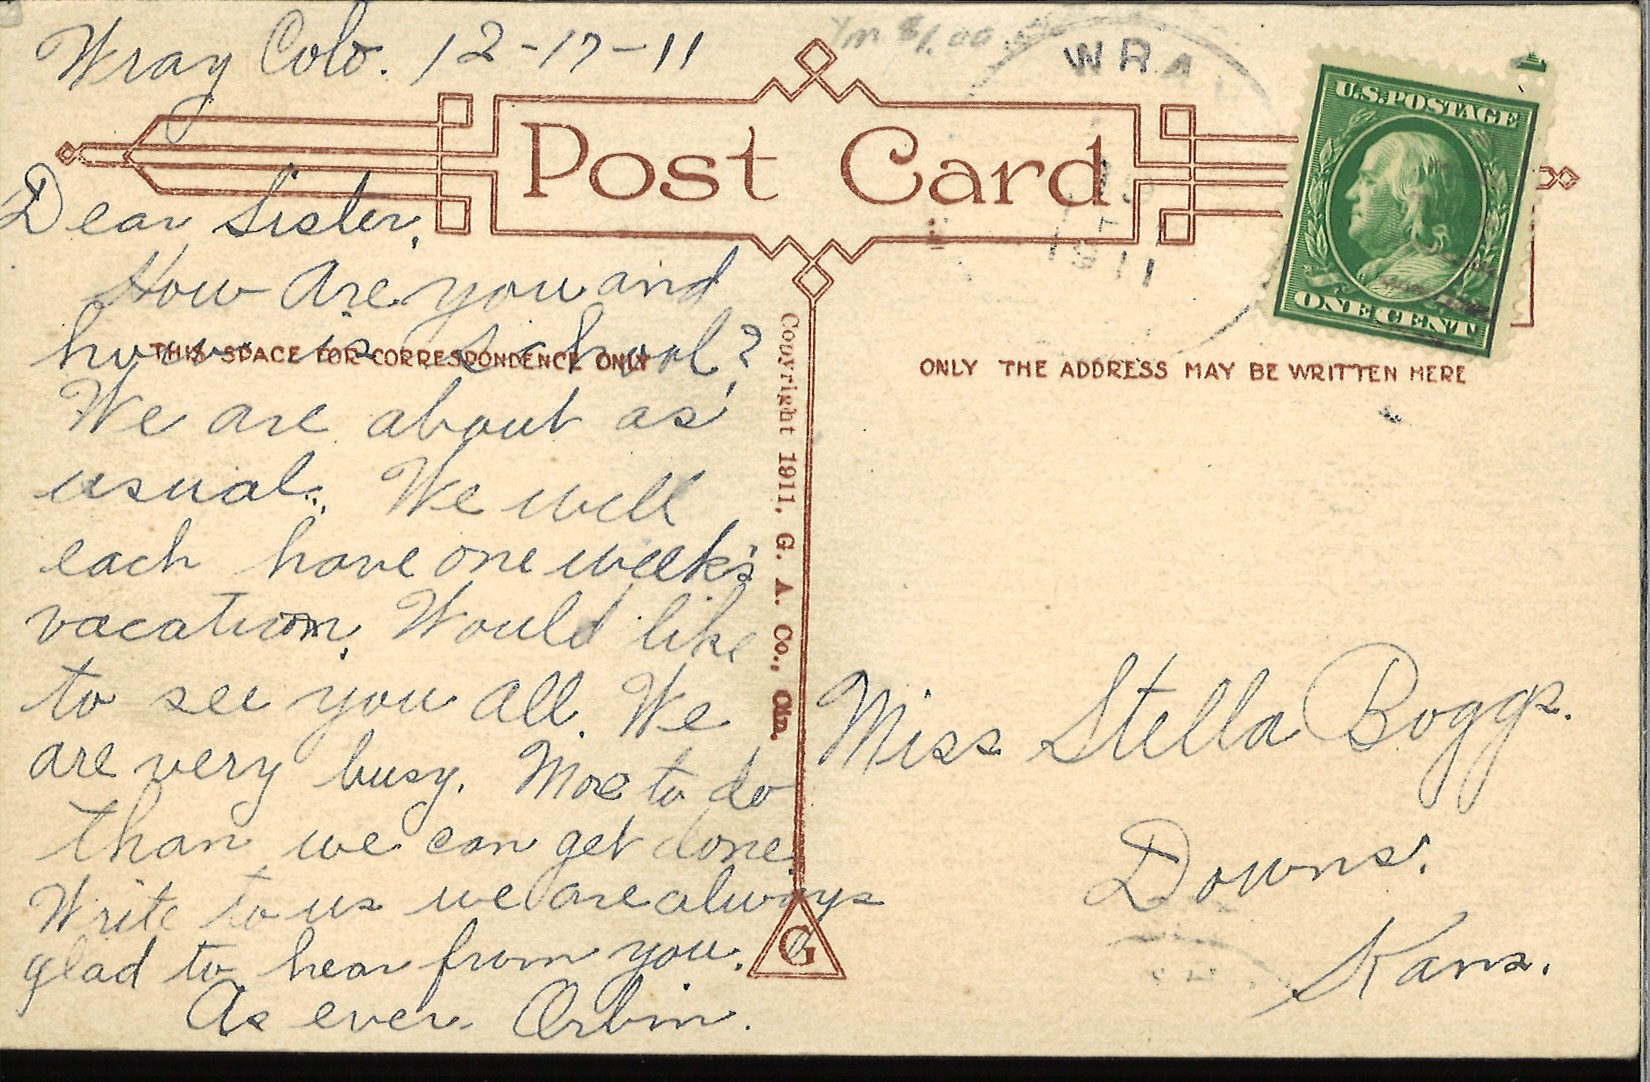 Wray Colo. 12-17-11
$1.00
WRA
1911
U.S. POSTAGE
ONE CENT
Post Card
Dear Sister,
How are you and
how is school?
THIS SPACE FOR CORRESPONDENCE ONLY
We are about as
usual. We will
each have one week's
vacation. Would like
to see you all. We
are very busy. More to do
than we can get done
Write to us we are always
glad to hear from you.
As ever Orbin.
Copyright 1911, G. A. Co.,
G
ONLY THE ADDRESS MAY BE WRITTEN HERE
Miss Stella Boggs.
Downs.
Kans.